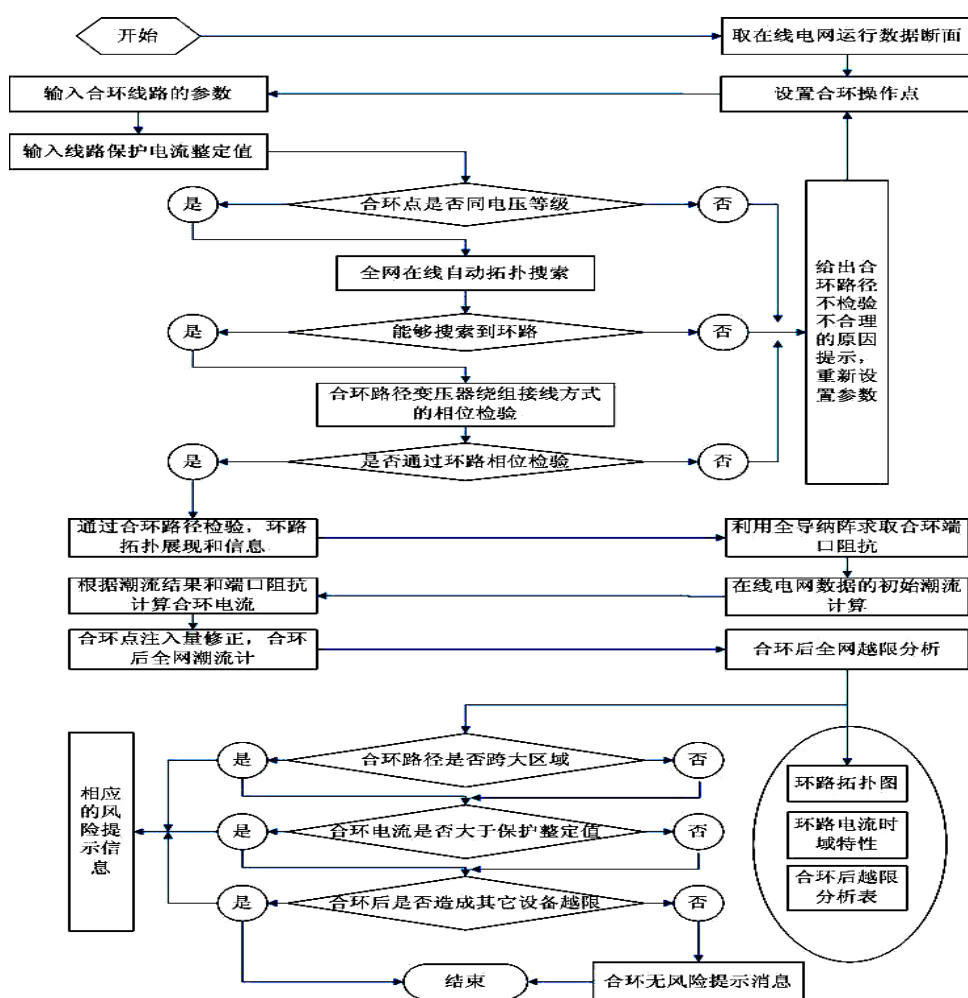 开始
取在线电网运行数据断面
输入合环线路的参数
设置合环操作点
输入线路保护电流整定值
是
合环点是否同电压等级
否
全网在线自动拓扑搜索
给出合
环路径
不检验
不合理
的原因
提示，
重新设
置参数
是
能够搜索到环路
否
合环路径变压器绕组接线方式
的相位检验
是
是否通过环路相位检验
否
通过合环路径检验，环路
拓扑展现和信息
利用全导纳阵求取合环端
口阻抗
根据潮流结果和端口阻抗
计算合环电流
在线电网数据的初始潮流
计算
合环点注入量修正，合环
后全网潮流计
合环后全网越限分析
是
合环路径是否跨大区域
否
相应
的风
险提
示信
息
环路拓扑图
是
合环电流是否大于保护整定值
否
环路电流时
域特性
是
合环后是否造成其它设备越限
否
合环后越限
分析表
结束
合环无风险提示消息